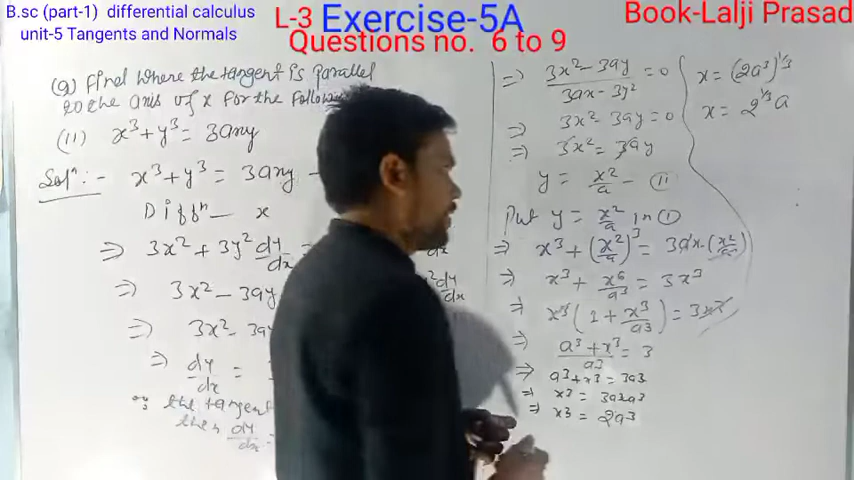 B.sc (part-1) differential calculus
unit-5 Tangents and Normals
L-3 Exercise-5A
Questions no. 6 to 9
Book-Lalji Prasad
(9) Find where the tangent is parallel
to the axis of x for the
(ii) x³+y³ = 3axy
Solⁿ:- x³+y³ = 3axy
Diffⁿ x
⇒ 3x² + 3y² dy/dx
⇒ 3x² - 3ay
⇒ 3x² - 3ay
⇒ dy/dx =
∵ the tangent
then dy/dx =
⇒ (3x² - 3ay)/(3ax - 3y²) = 0
⇒ 3x² - 3ay = 0
⇒ 3x² = 3ay
y = x²/a - (ii)
Put y = x²/a in (i)
⇒ x³ + (x²/a)³ = 3ax·(x²/a)
⇒ x³ + x⁶/a³ = 3x³
⇒ x³(1 + x³/a³) = 3x³
⇒ (a³+x³)/a³ = 3
⇒ a³+x³ = 3a³
⇒ x³ = 3a³-a³
⇒ x³ = 2a³
x = (2a³)^1/3
x = 2^1/3 a